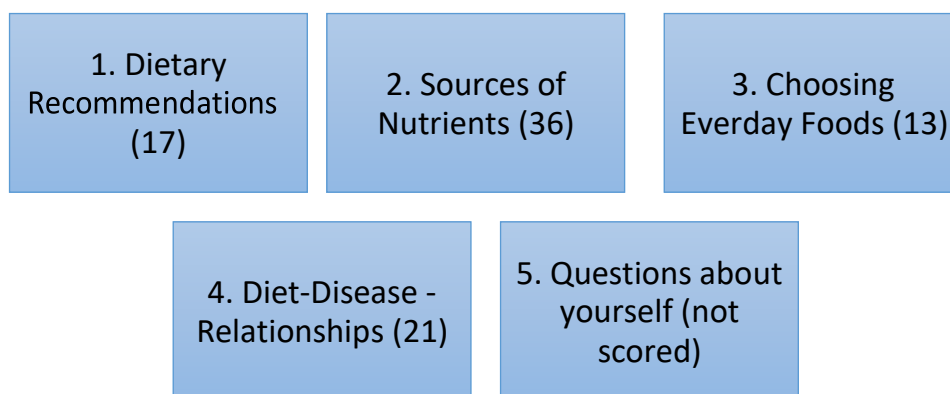 1. Dietary
Recommendations
(17)
2. Sources of
Nutrients (36)
3. Choosing
Everday Foods (13)
4. Diet-Disease -
Relationships (21)
5. Questions about
yourself (not
scored)